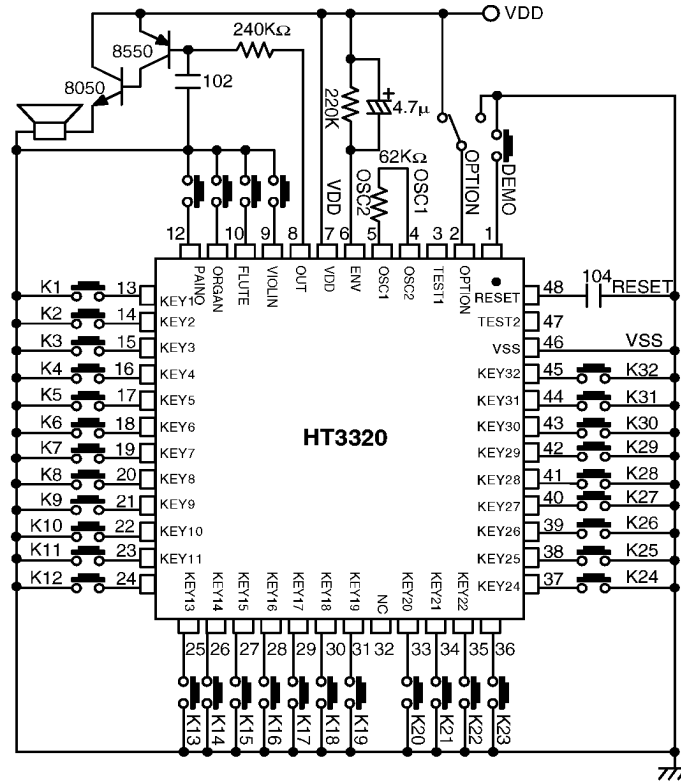 VDD
240KΩ
8550
8050
102
220K
4.7μ
+
VDD
62KΩ
OSC2
OSC1
OPTION
DEMO
12
11
10
9
8
7
6
5
4
3
2
1
PAINO
ORGAN
FLUTE
VIOLIN
OUT
VDD
ENV
OSC1
OSC2
TEST1
OPTION
K1 13 KEY1
K2 14 KEY2
K3 15 KEY3
K4 16 KEY4
K5 17 KEY5
K6 18 KEY6
K7 19 KEY7
K8 20 KEY8
K9 21 KEY9
K10 22 KEY10
K11 23 KEY11
K12 24
HT3320
RESET 48 104 RESET
TEST2 47
VSS 46 VSS
KEY32 45 K32
KEY31 44 K31
KEY30 43 K30
KEY29 42 K29
KEY28 41 K28
KEY27 40 K27
KEY26 39 K26
KEY25 38 K25
KEY24 37 K24
KEY13
KEY14
KEY15
KEY16
KEY17
KEY18
KEY19
NC
KEY20
KEY21
KEY22
25
26
27
28
29
30
31
32
33
34
35
36
K13
K14
K15
K16
K17
K18
K19
K20
K21
K22
K23